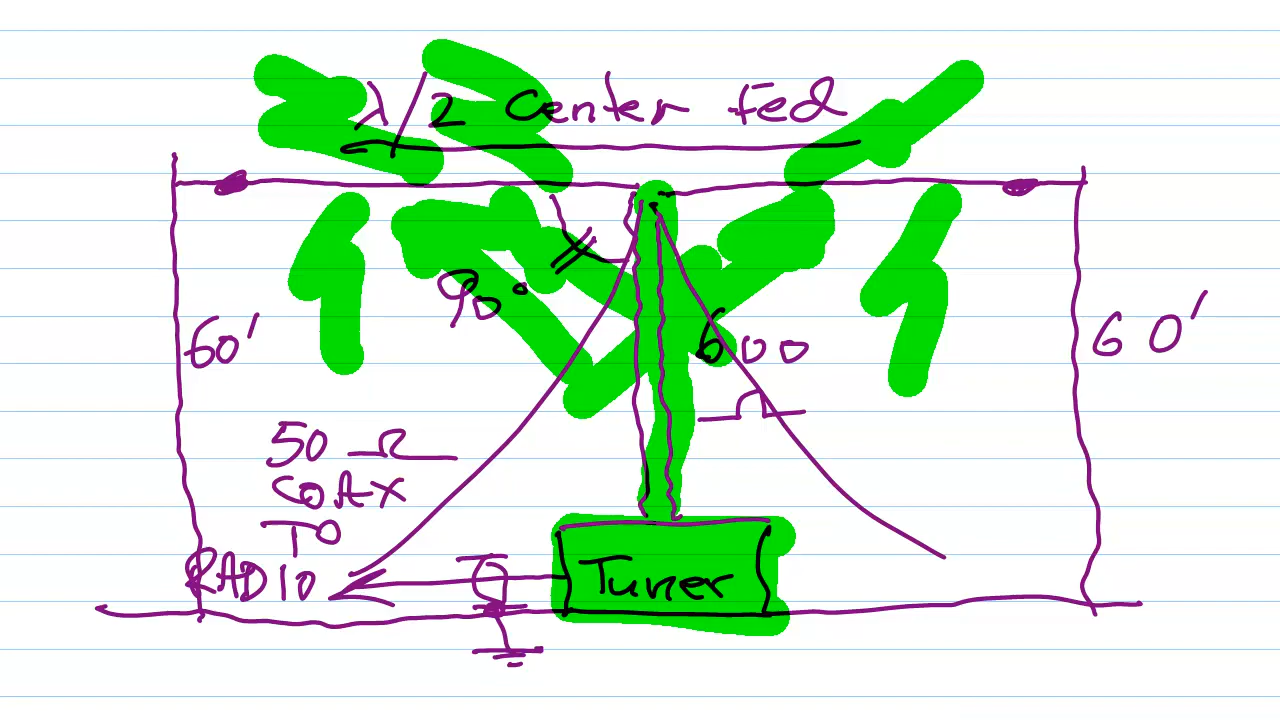 λ/2 Center Fed
90°
60'
600
60'
50 Ω
COAX
TO
RADIO
Tuner